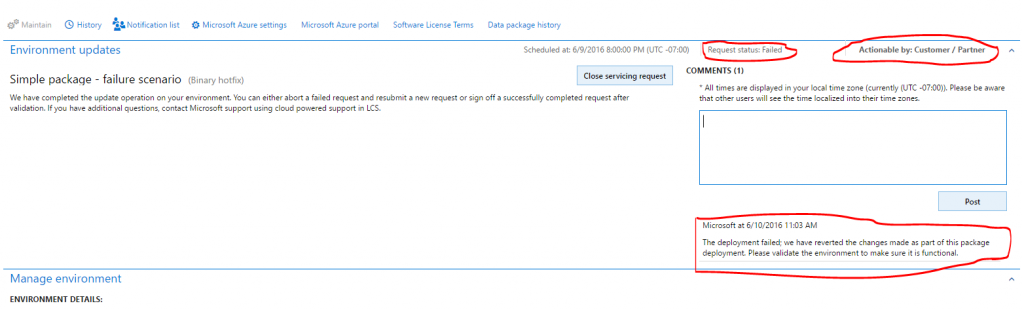 Maintain History Notification list Microsoft Azure settings Microsoft Azure portal Software License Terms Data package history
Environment updates
Scheduled at: 6/9/2016 8:00:00 PM (UTC -07:00) Request status: Failed Actionable by: Customer / Partner
Simple package - failure scenario (Binary hotfix)
Close servicing request
We have completed the update operation on your environment. You can either abort a failed request and resubmit a new request or sign off a successfully completed request after
validation. If you have additional questions, contact Microsoft support using cloud powered support in LCS.
COMMENTS (1)
* All times are displayed in your local time zone (currently (UTC -07:00)). Please be aware
that other users will see the time localized into their time zones.
Post
Microsoft at 6/10/2016 11:03 AM
The deployment failed; we have reverted the changes made as part of this package
deployment. Please validate the environment to make sure it is functional.
Manage environment
ENVIRONMENT DETAILS: